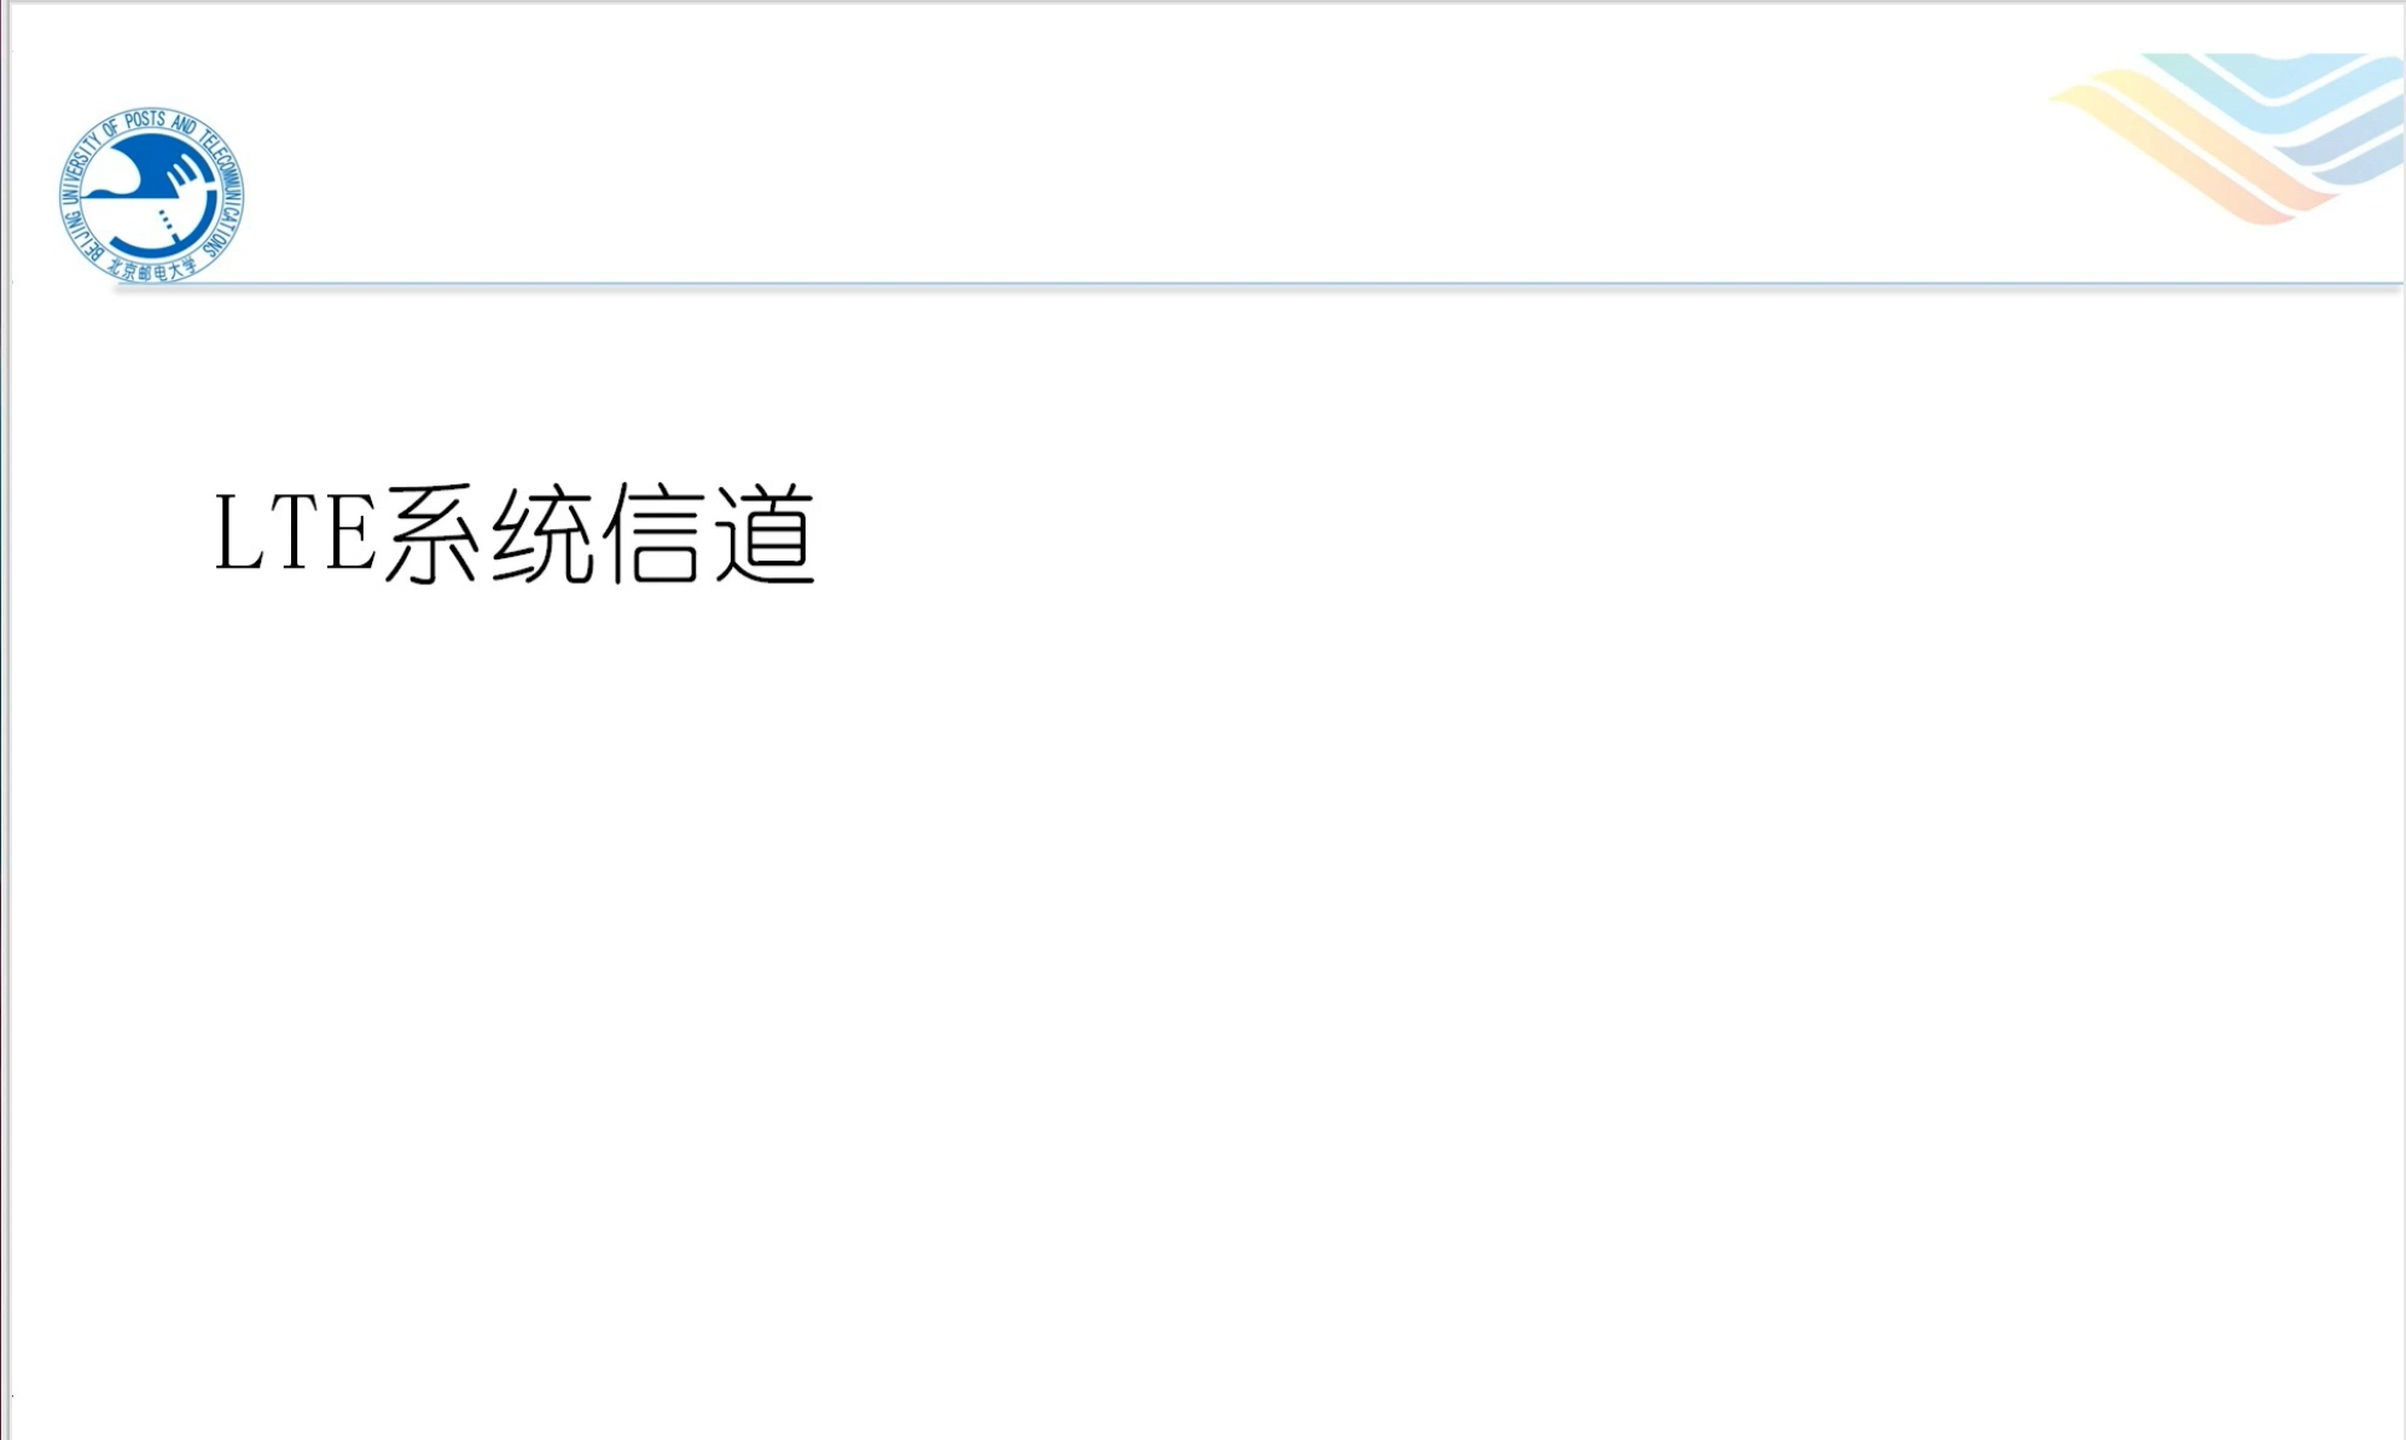 BEIJING UNIVERSITY OF POSTS AND TELECOMMUNICATIONS
北京邮电大学
LTE系统信道